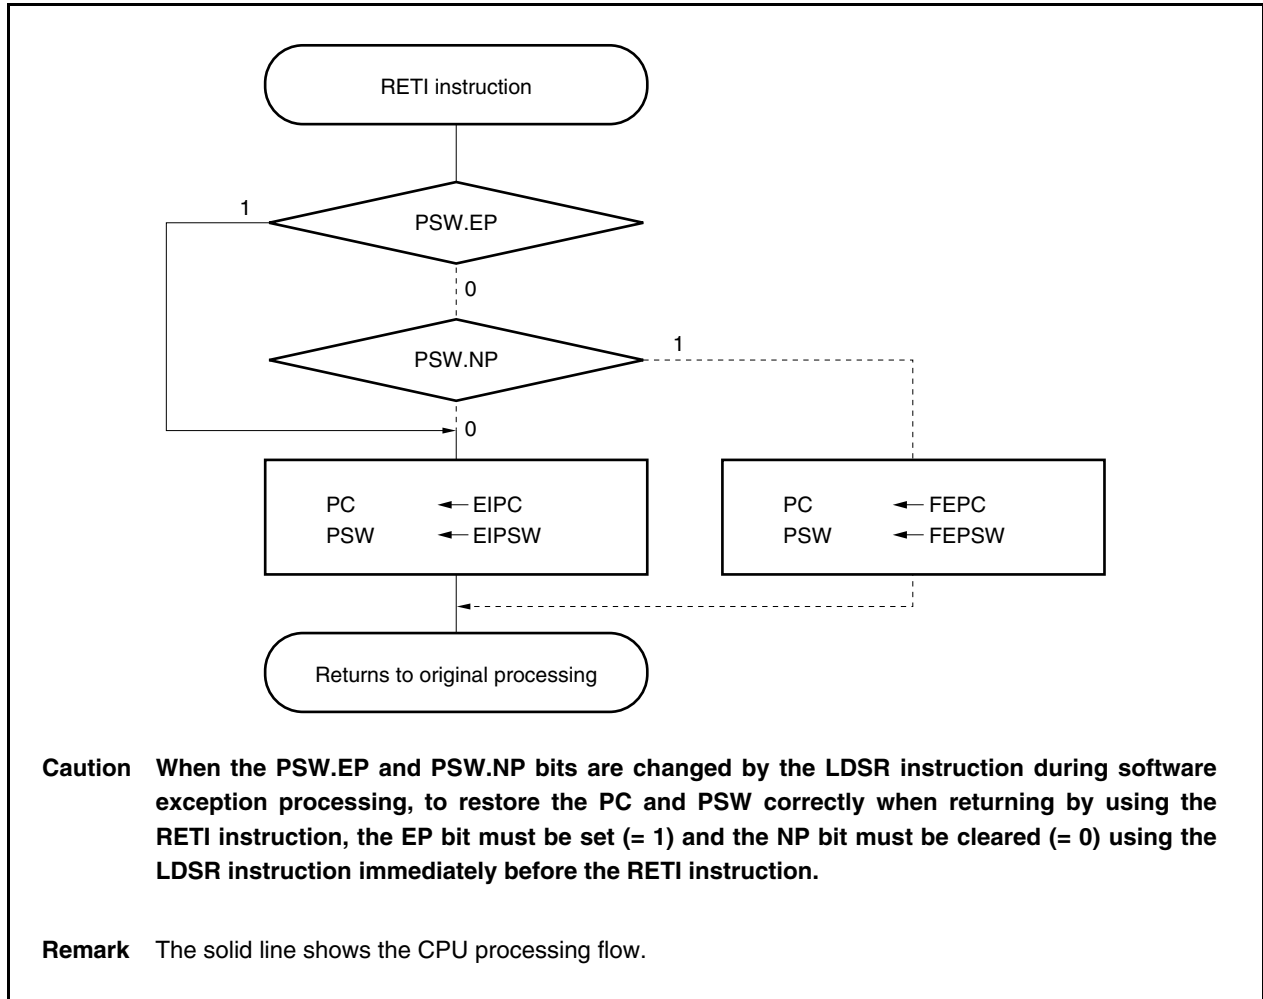 RETI instruction
1
PSW.EP
0
PSW.NP
1
0
PC ← EIPC
PSW ← EIPSW
PC ← FEPC
PSW ← FEPSW
Returns to original processing
Caution When the PSW.EP and PSW.NP bits are changed by the LDSR instruction during software
exception processing, to restore the PC and PSW correctly when returning by using the
RETI instruction, the EP bit must be set (= 1) and the NP bit must be cleared (= 0) using the
LDSR instruction immediately before the RETI instruction.
Remark The solid line shows the CPU processing flow.